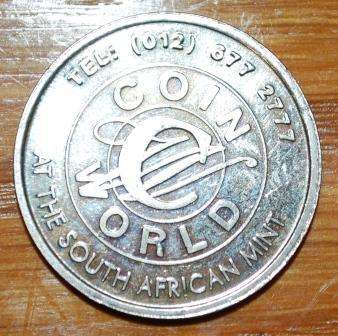 TEL: (012) 677 2777
COIN
WORLD
AT THE SOUTH AFRICAN MINT